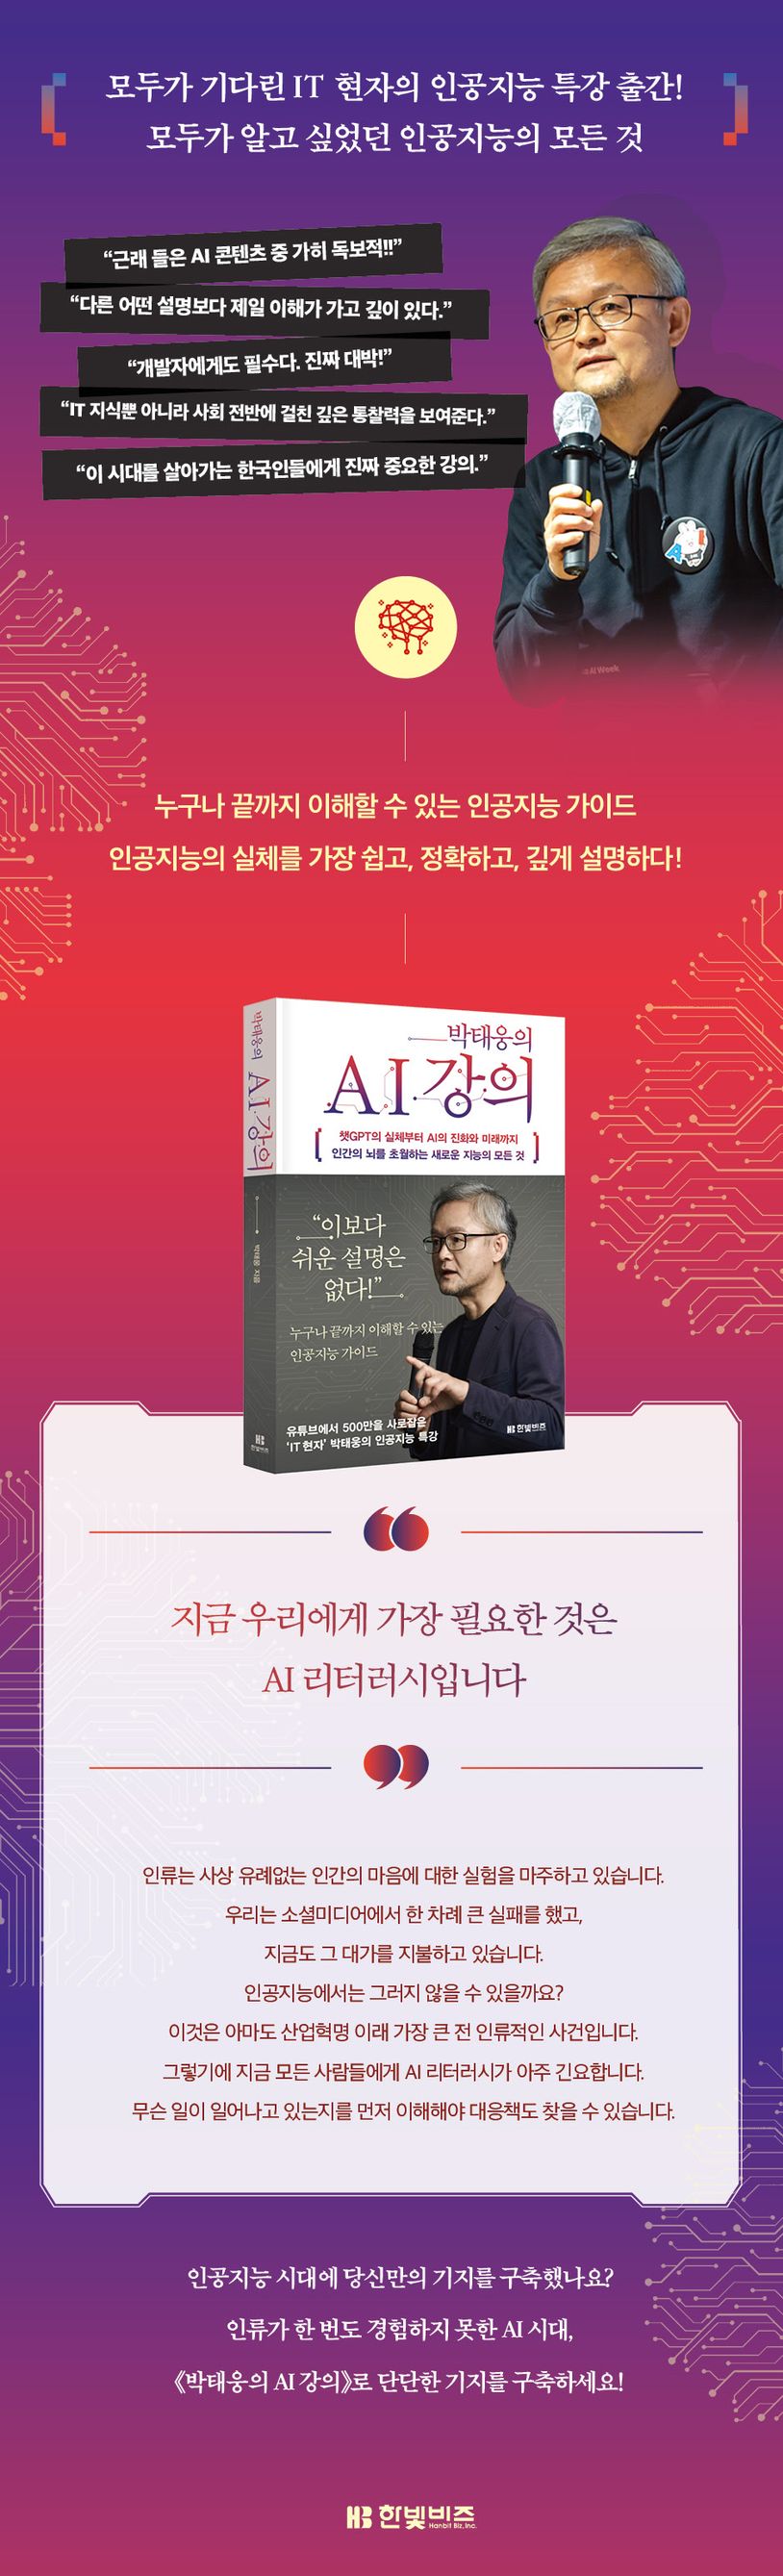 모두가 기다린 IT 현자의 인공지능 특강 출간!
모두가 알고 싶었던 인공지능의 모든 것
“근래 들은 AI 콘텐츠 중 가히 독보적!!”
“다른 어떤 설명보다 제일 이해가 가고 깊이 있다.”
“개발자에게도 필수다. 진짜 대박!”
“IT 지식뿐 아니라 사회 전반에 걸친 깊은 통찰력을 보여준다.”
“이 시대를 살아가는 한국인들에게 진짜 중요한 강의.”
AI
AI Week
누구나 끝까지 이해할 수 있는 인공지능 가이드
인공지능의 실체를 가장 쉽고, 정확하고, 깊게 설명하다!
박태웅의 AI 강의
박태웅 지음
HB
한빛비즈
박태웅의
AI 강의
챗GPT의 실체부터 AI의 진화와 미래까지
인간의 뇌를 초월하는 새로운 지능의 모든 것
“이보다
쉬운 설명은
없다!”
누구나 끝까지 이해할 수 있는
인공지능 가이드
유튜브에서 500만을 사로잡은
‘IT 현자’ 박태웅의 인공지능 특강
HB 한빛비즈
지금 우리에게 가장 필요한 것은
AI 리터러시입니다
인류는 사상 유례없는 인간의 마음에 대한 실험을 마주하고 있습니다.
우리는 소셜미디어에서 한 차례 큰 실패를 했고,
지금도 그 대가를 지불하고 있습니다.
인공지능에서는 그러지 않을 수 있을까요?
이것은 아마도 산업혁명 이래 가장 큰 전 인류적인 사건입니다.
그렇기에 지금 모든 사람들에게 AI 리터러시가 아주 긴요합니다.
무슨 일이 일어나고 있는지를 먼저 이해해야 대응책도 찾을 수 있습니다.
인공지능 시대에 당신만의 기지를 구축했나요?
인류가 한 번도 경험하지 못한 AI 시대,
《박태웅의 AI 강의》로 단단한 기지를 구축하세요!
HB 한빛비즈
Hanbit Biz, Inc.